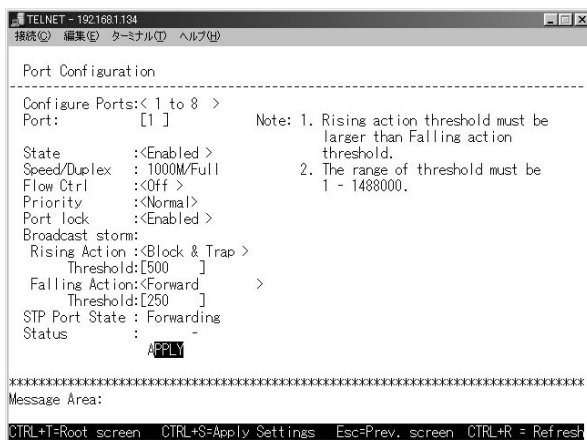 TELNET - 192.168.1.134
接続(C) 編集(E) ターミナル(T) ヘルプ(H)
Port Configuration
Configure Ports:< 1 to 8 >
Port: [1 ]
Note: 1. Rising action threshold must be
larger than Falling action
threshold.
2. The range of threshold must be
1 - 1488000.
State :<Enabled >
Speed/Duplex : 1000M/Full
Flow Ctrl :<Off >
Priority :<Normal>
Port lock :<Enabled >
Broadcast storm:
Rising Action :<Block & Trap >
Threshold:[500 ]
Falling Action:<Forward >
Threshold:[250 ]
STP Port State : Forwarding
Status : -
APPLY
********************************************************************************
Message Area:
CTRL+T=Root screen CTRL+S=Apply Settings Esc=Prev. screen CTRL+R = Refresh